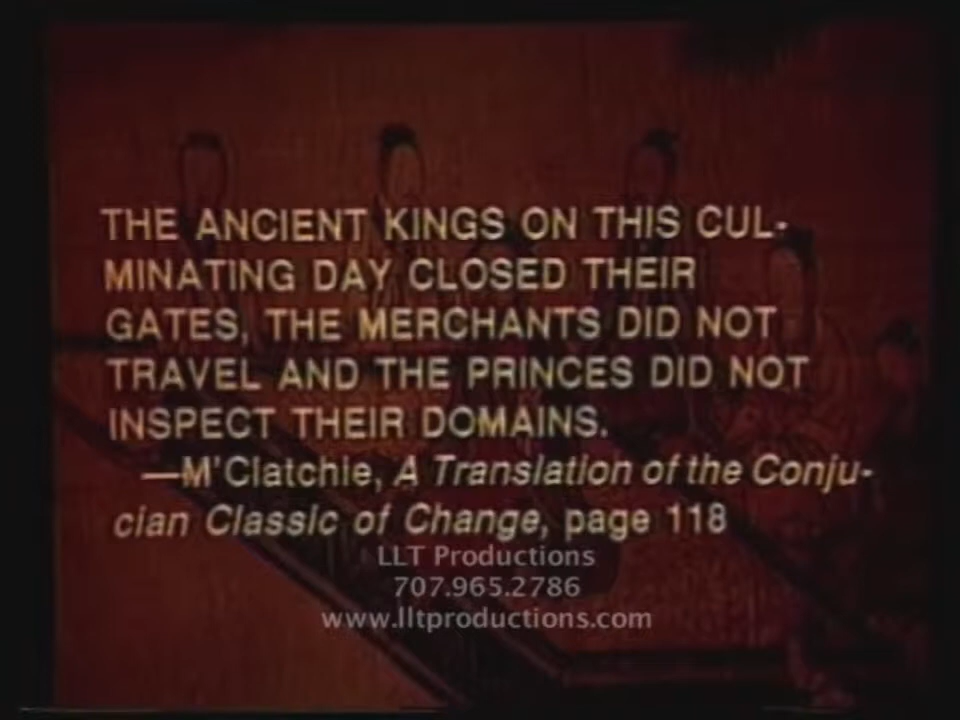 THE ANCIENT KINGS ON THIS CUL-
MINATING DAY CLOSED THEIR
GATES, THE MERCHANTS DID NOT
TRAVEL AND THE PRINCES DID NOT
INSPECT THEIR DOMAINS.
—M'Clatchie, A Translation of the Conju-
cian Classic of Change, page 118
LLT Productions
707.965.2786
www.lltproductions.com